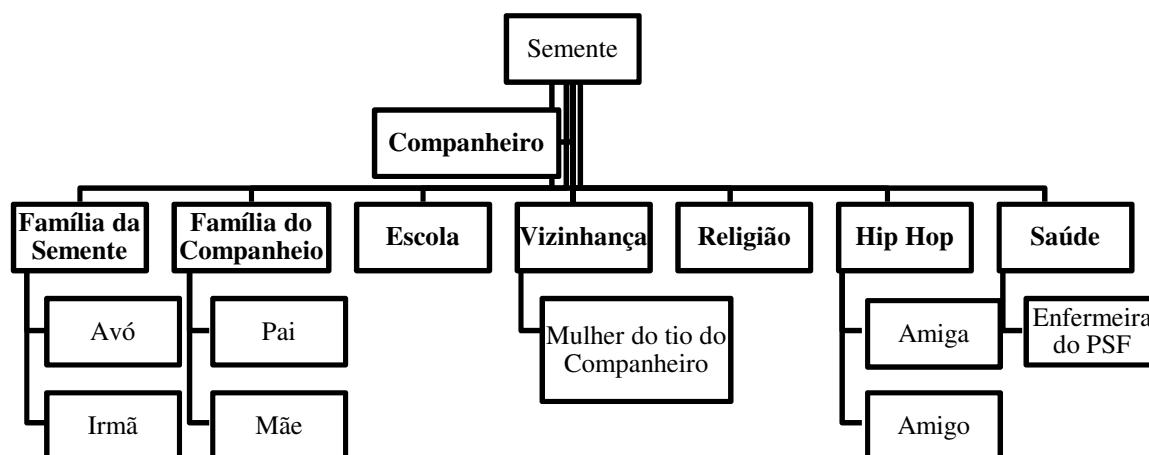 Semente
Companheiro
Família da
Semente
Família do
Companheio
Escola
Vizinhança
Religião
Hip Hop
Saúde
Avó
Pai
Mulher do tio do
Companheiro
Amiga
Enfermeira
do PSF
Irmã
Mãe
Amigo